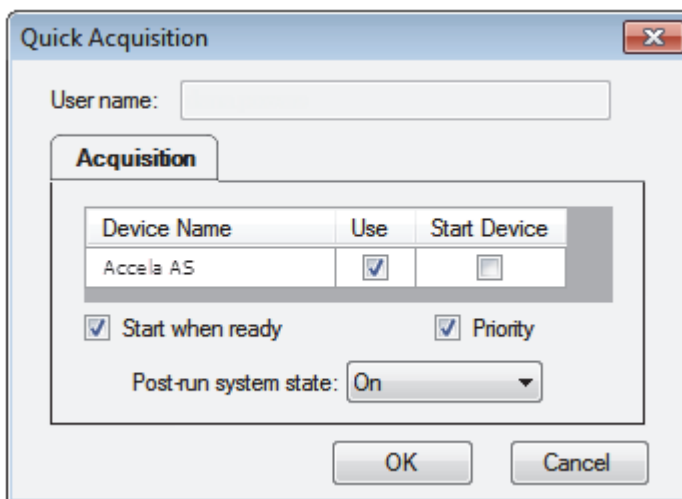 Quick Acquisition
User name:
Acquisition
Device Name Use Start Device
Accela AS
Start when ready Priority
Post-run system state: On
OK Cancel